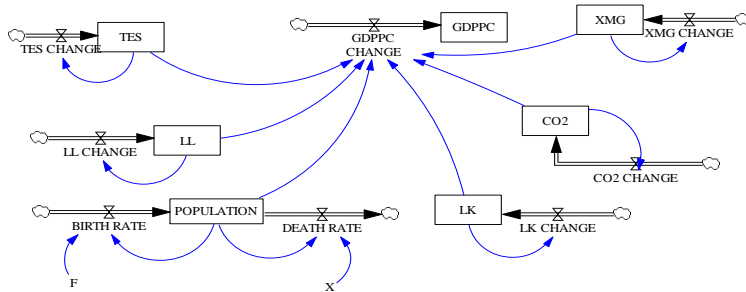 TES
TES CHANGE
GDPPC
CHANGE
GDPPC
XMG
XMG CHANGE
LL
LL CHANGE
CO2
CO2 CHANGE
POPULATION
BIRTH RATE
DEATH RATE
LK
LK CHANGE
F
X